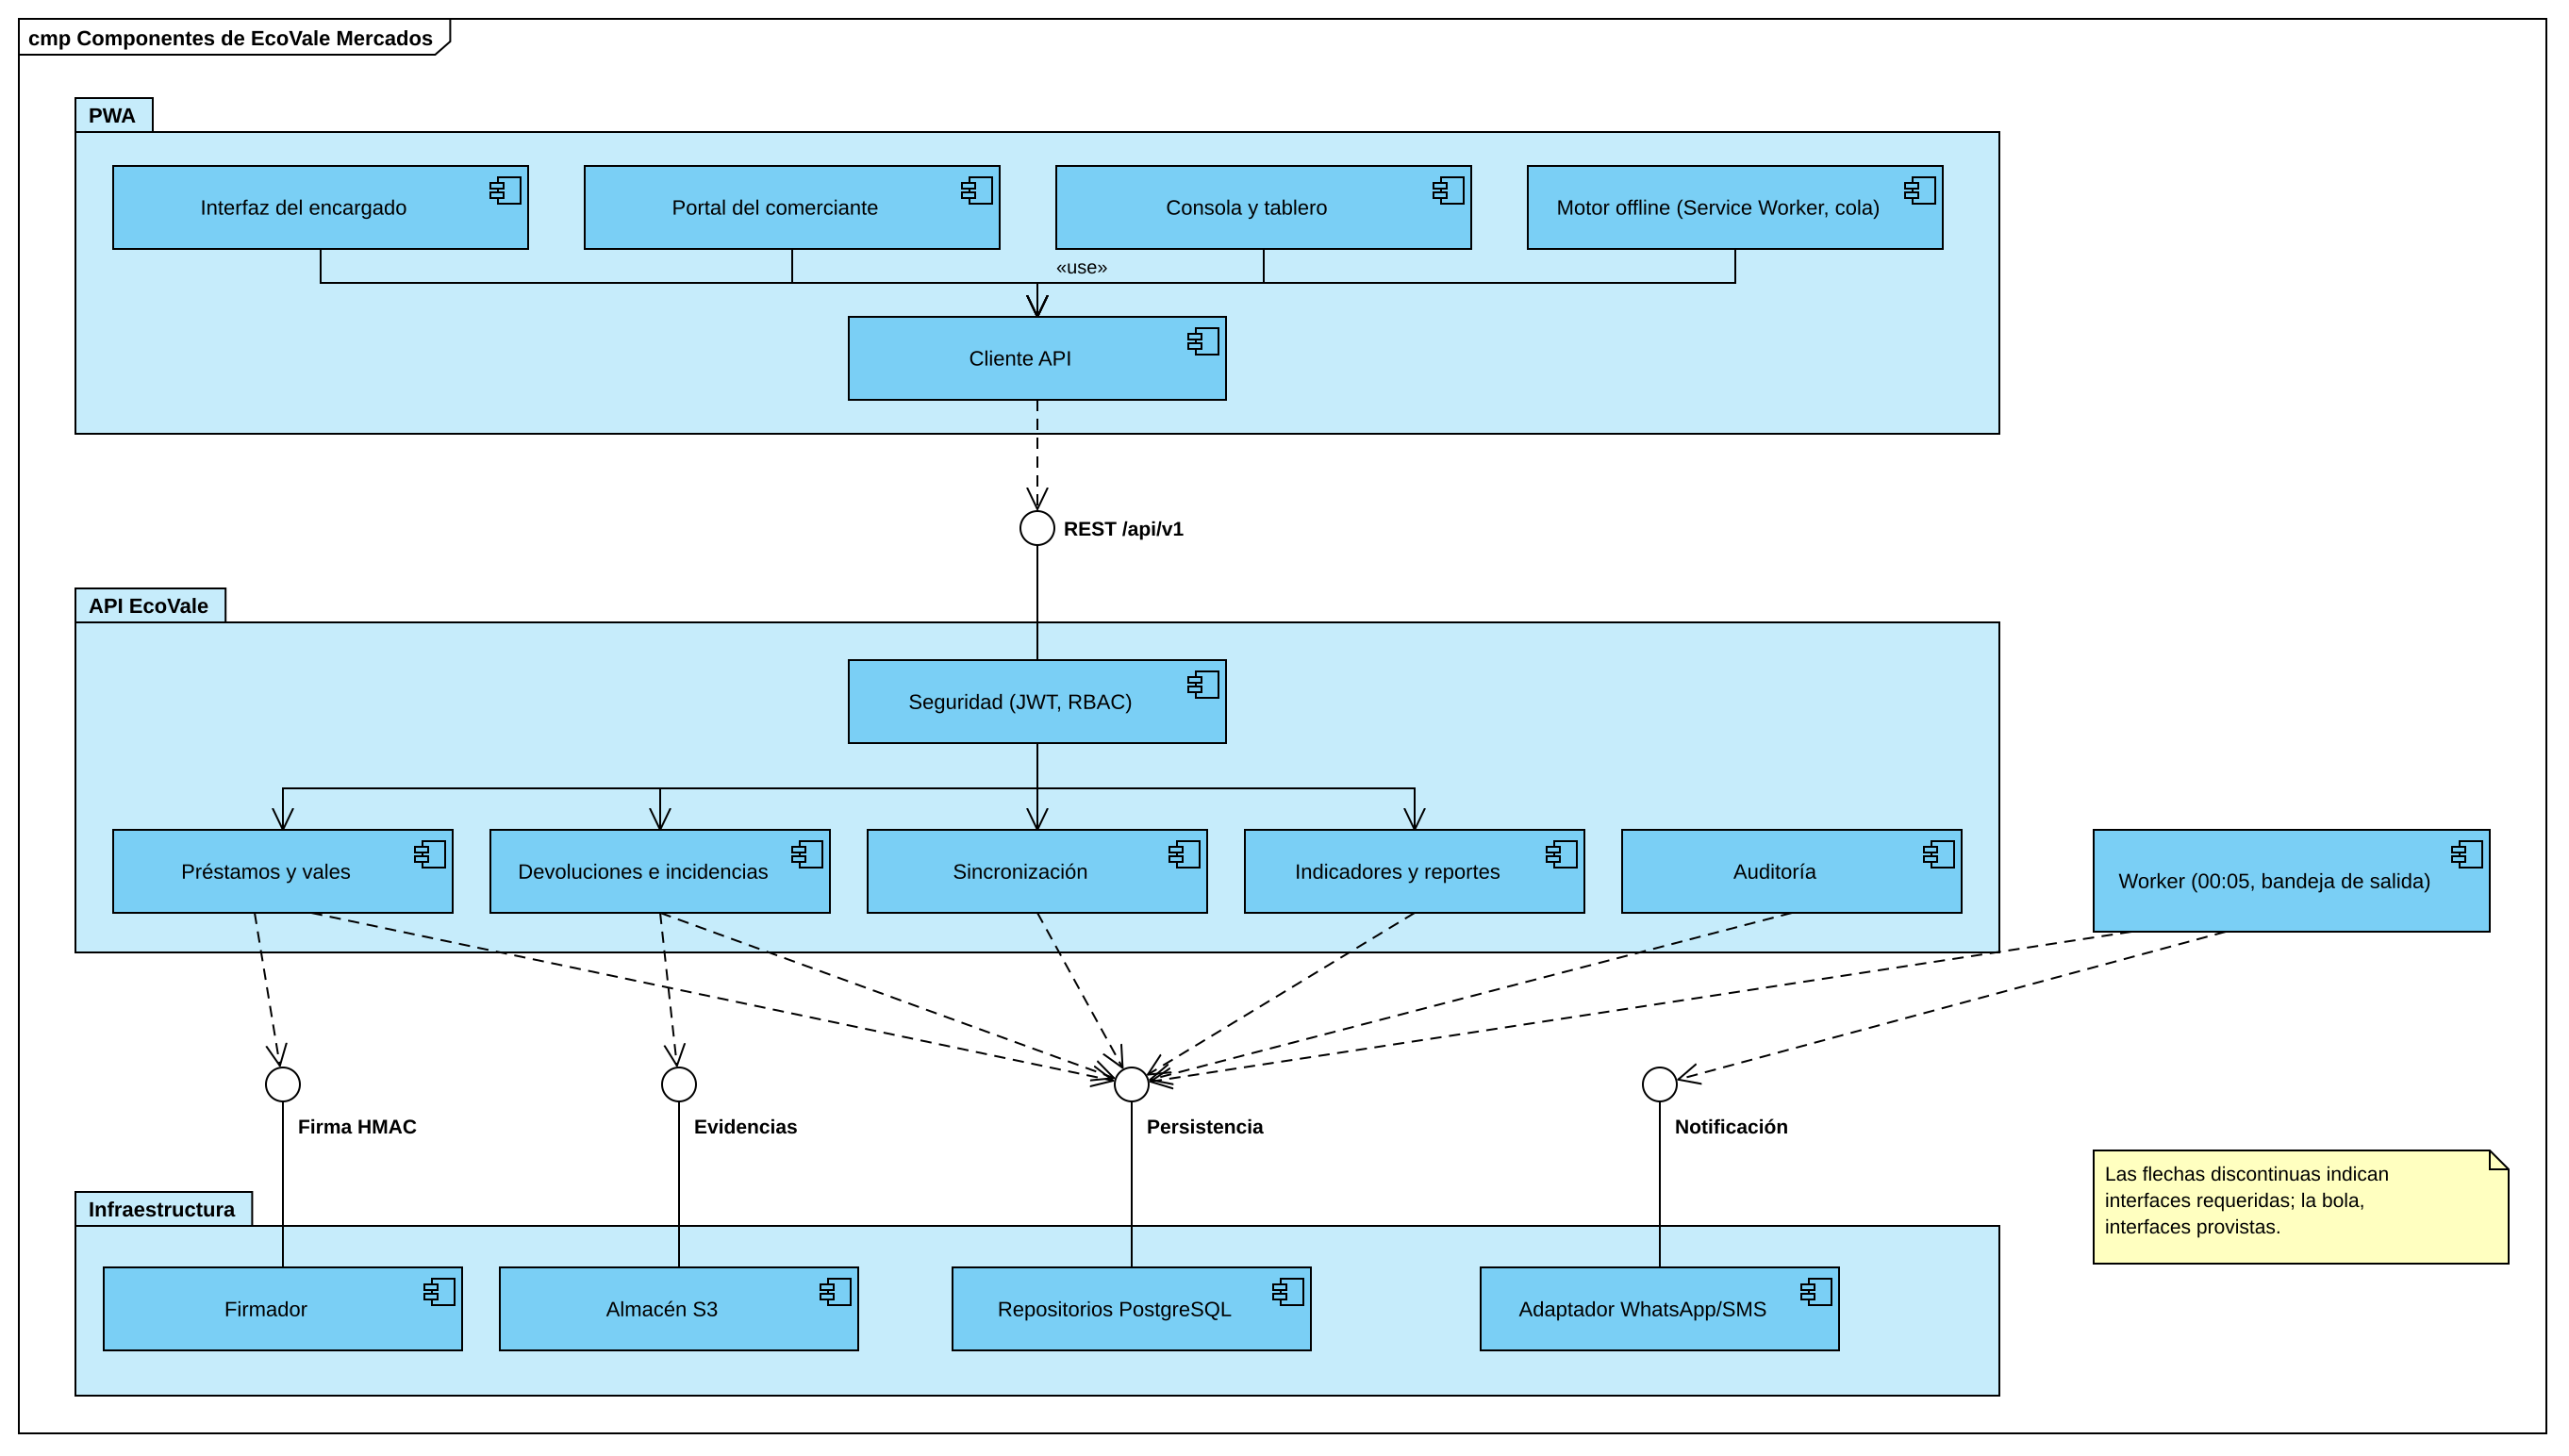 cmp Componentes de EcoVale Mercados
PWA
Interfaz del encargado
Portal del comerciante
Consola y tablero
Motor offline (Service Worker, cola)
«use»
Cliente API
REST /api/v1
API EcoVale
Seguridad (JWT, RBAC)
Préstamos y vales
Devoluciones e incidencias
Sincronización
Indicadores y reportes
Auditoría
Worker (00:05, bandeja de salida)
Firma HMAC
Evidencias
Persistencia
Notificación
Las flechas discontinuas indican
interfaces requeridas; la bola,
interfaces provistas.
Infraestructura
Firmador
Almacén S3
Repositorios PostgreSQL
Adaptador WhatsApp/SMS